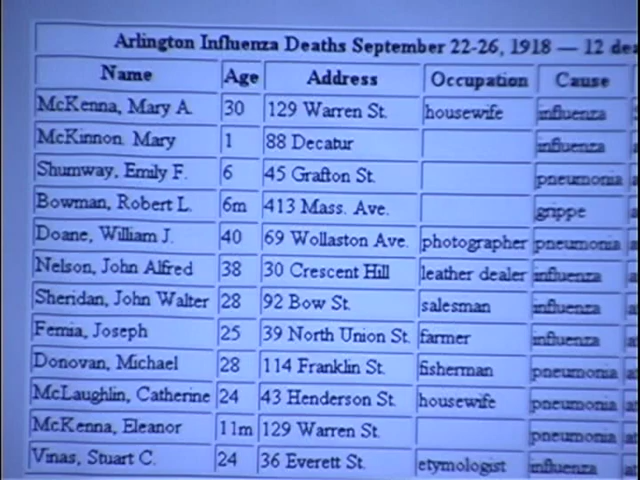 Arlington Influenza Deaths September 22-26, 1918 — 12 dea
Name Age Address Occupation Cause
McKenna, Mary A. 30 129 Warren St. housewife influenza
McKinnon. Mary 1 88 Decatur influenza
Shumway, Emily F. 6 45 Grafton St. pneumonia
Bowman, Robert L. 6m 413 Mass. Ave. grippe
Doane, William J. 40 69 Wollaston Ave. photographer pneumonia
Nelson, John Alfred 38 30 Crescent Hill leather dealer influenza
Sheridan, John Walter 28 92 Bow St. salesman influenza
Femia, Joseph 25 39 North Union St. farmer influenza
Donovan, Michael 28 114 Franklin St. fisherman pneumonia
McLaughlin, Catherine 24 43 Henderson St. housewife pneumonia
McKenna, Eleanor 11m 129 Warren St. pneumonia
Vinas, Stuart C. 24 36 Everett St. etymologist influenza